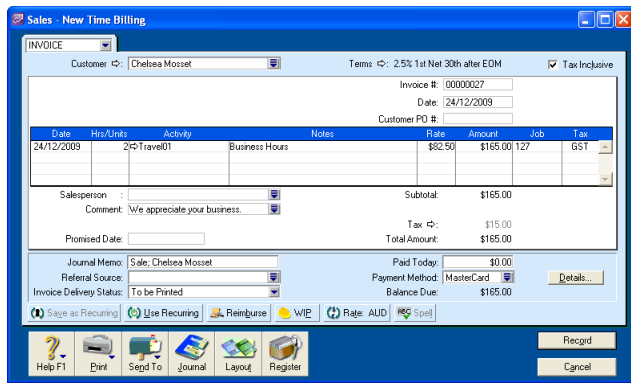 Sales - New Time Billing
INVOICE
Customer ⇨: Chelsea Mosset
Terms ⇨: 2.5% 1st Net 30th after EOM
Tax Inclusive
Invoice #: 00000027
Date: 24/12/2009
Customer PO #:
Date Hrs/Units Activity Notes Rate Amount Job Tax
24/12/2009 2 ⇨Travel01 Business Hours $82.50 $165.00 127 GST
Salesperson : Subtotal: $165.00
Comment: We appreciate your business.
Tax ⇨: $15.00
Promised Date: Total Amount: $165.00
Journal Memo: Sale; Chelsea Mosset Paid Today: $0.00
Referral Source: Payment Method: MasterCard Details...
Invoice Delivery Status: To be Printed Balance Due: $165.00
Save as Recurring Use Recurring Reimburse WIP Rate: AUD ABC Spell
Help F1 Print Send To Journal Layout Register
Record
Cancel